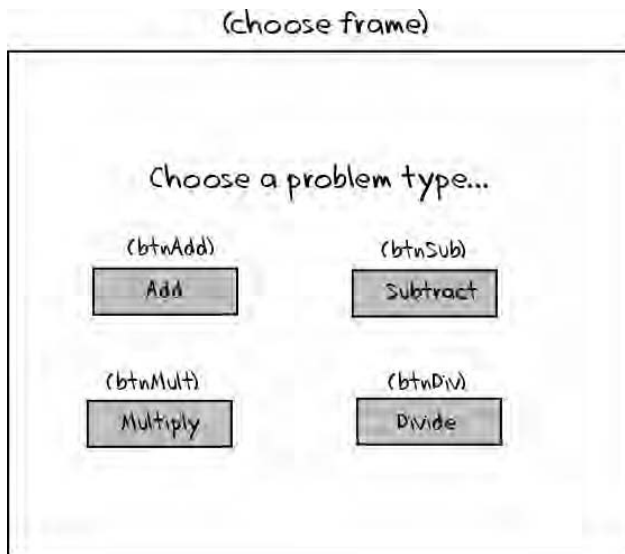 (choose frame)
Choose a problem type...
(btnAdd) (btnSub)
Add Subtract
(btnMult) (btnDiv)
Multiply Divide